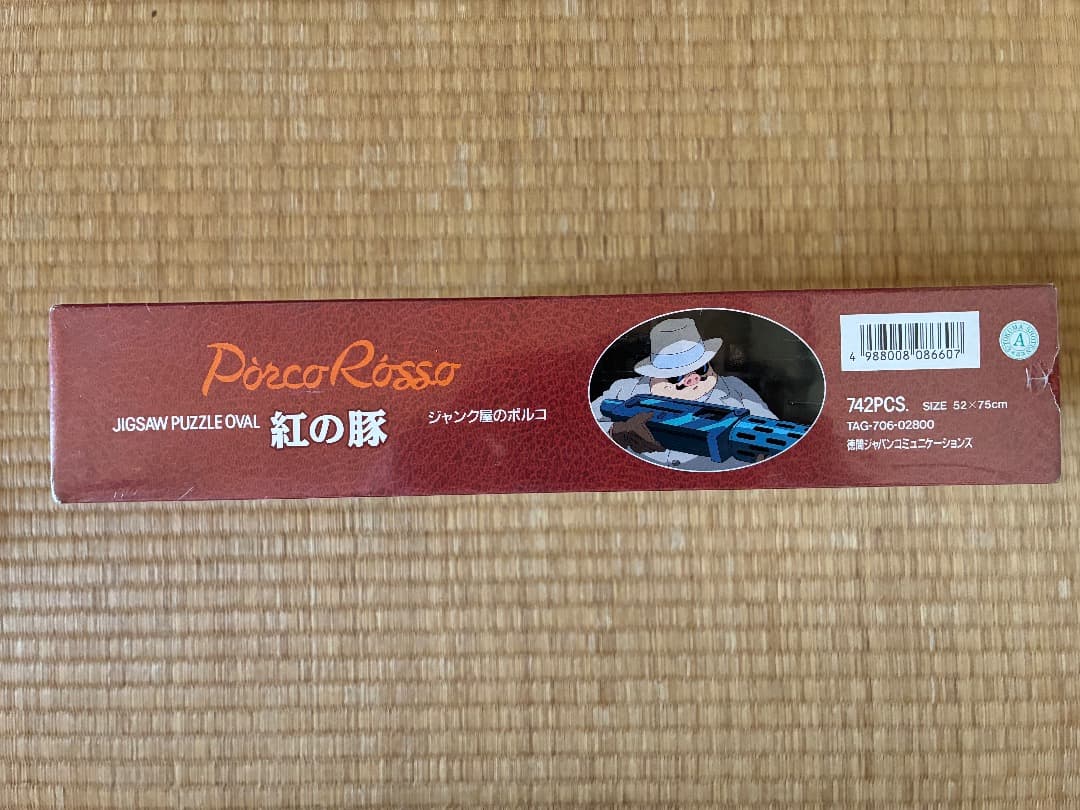 Pòrco Rósso
JIGSAW PUZZLE OVAL 紅の豚
ジャンク屋のポルコ
4 988008 086607
742PCS. SIZE 52×75cm
TAG-706-02800
徳間ジャパンコミュニケーションズ
A